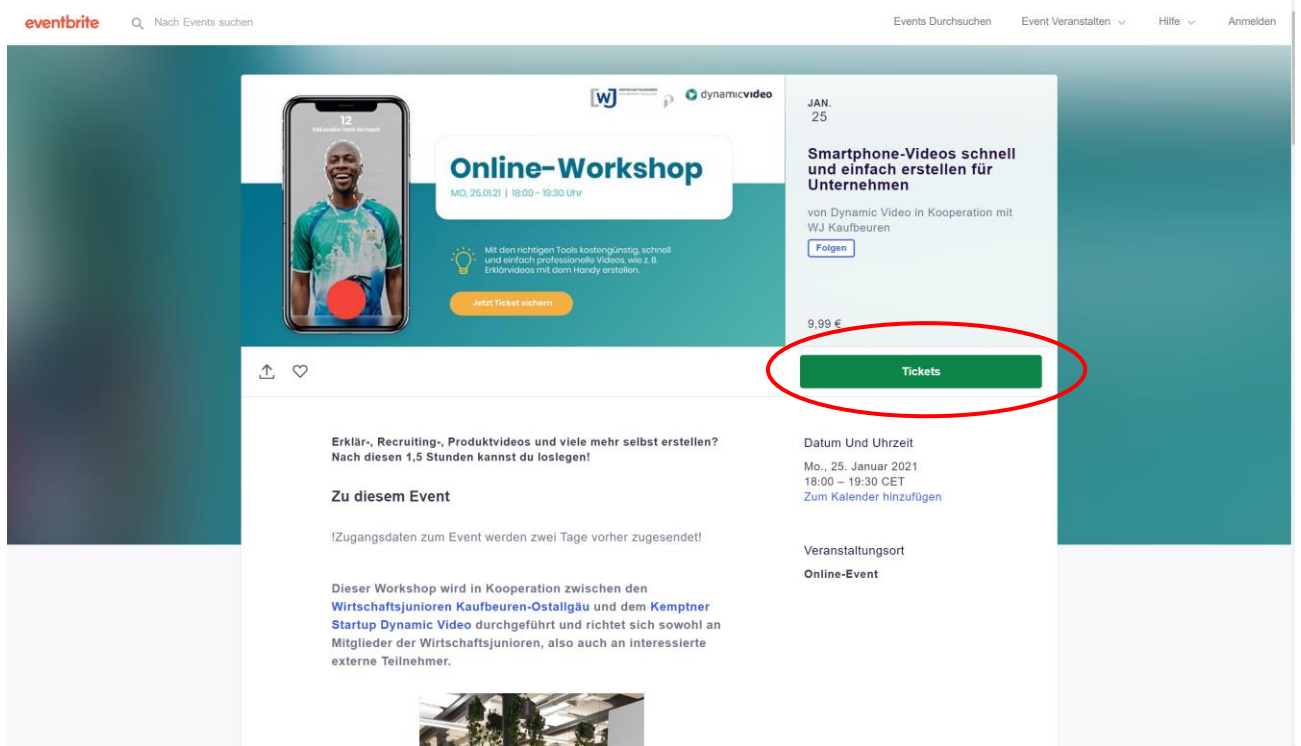 eventbrite
Nach Events suchen
Events Durchsuchen
Event Veranstalten
Hilfe
Anmelden
12
Sekunden hast du noch
[WJ]
dynamicvideo
Online-Workshop
MO, 25.01.21 | 18:00 - 19:30 Uhr
Mit den richtigen Tools kostengünstig, schnell
und einfach professionelle Videos, wie z. B.
Erklärvideos mit dem Handy erstellen.
Jetzt Ticket sichern
JAN.
25
Smartphone-Videos schnell
und einfach erstellen für
Unternehmen
von Dynamic Video in Kooperation mit
WJ Kaufbeuren
Folgen
9,99 €
Tickets
Erklär-, Recruiting-, Produktvideos und viele mehr selbst erstellen?
Nach diesen 1,5 Stunden kannst du loslegen!
Zu diesem Event
!Zugangsdaten zum Event werden zwei Tage vorher zugesendet!
Dieser Workshop wird in Kooperation zwischen den
Wirtschaftsjunioren Kaufbeuren-Ostallgäu und dem Kemptner
Startup Dynamic Video durchgeführt und richtet sich sowohl an
Mitglieder der Wirtschaftsjunioren, also auch an interessierte
externe Teilnehmer.
Datum Und Uhrzeit
Mo., 25. Januar 2021
18:00 – 19:30 CET
Zum Kalender hinzufügen
Veranstaltungsort
Online-Event